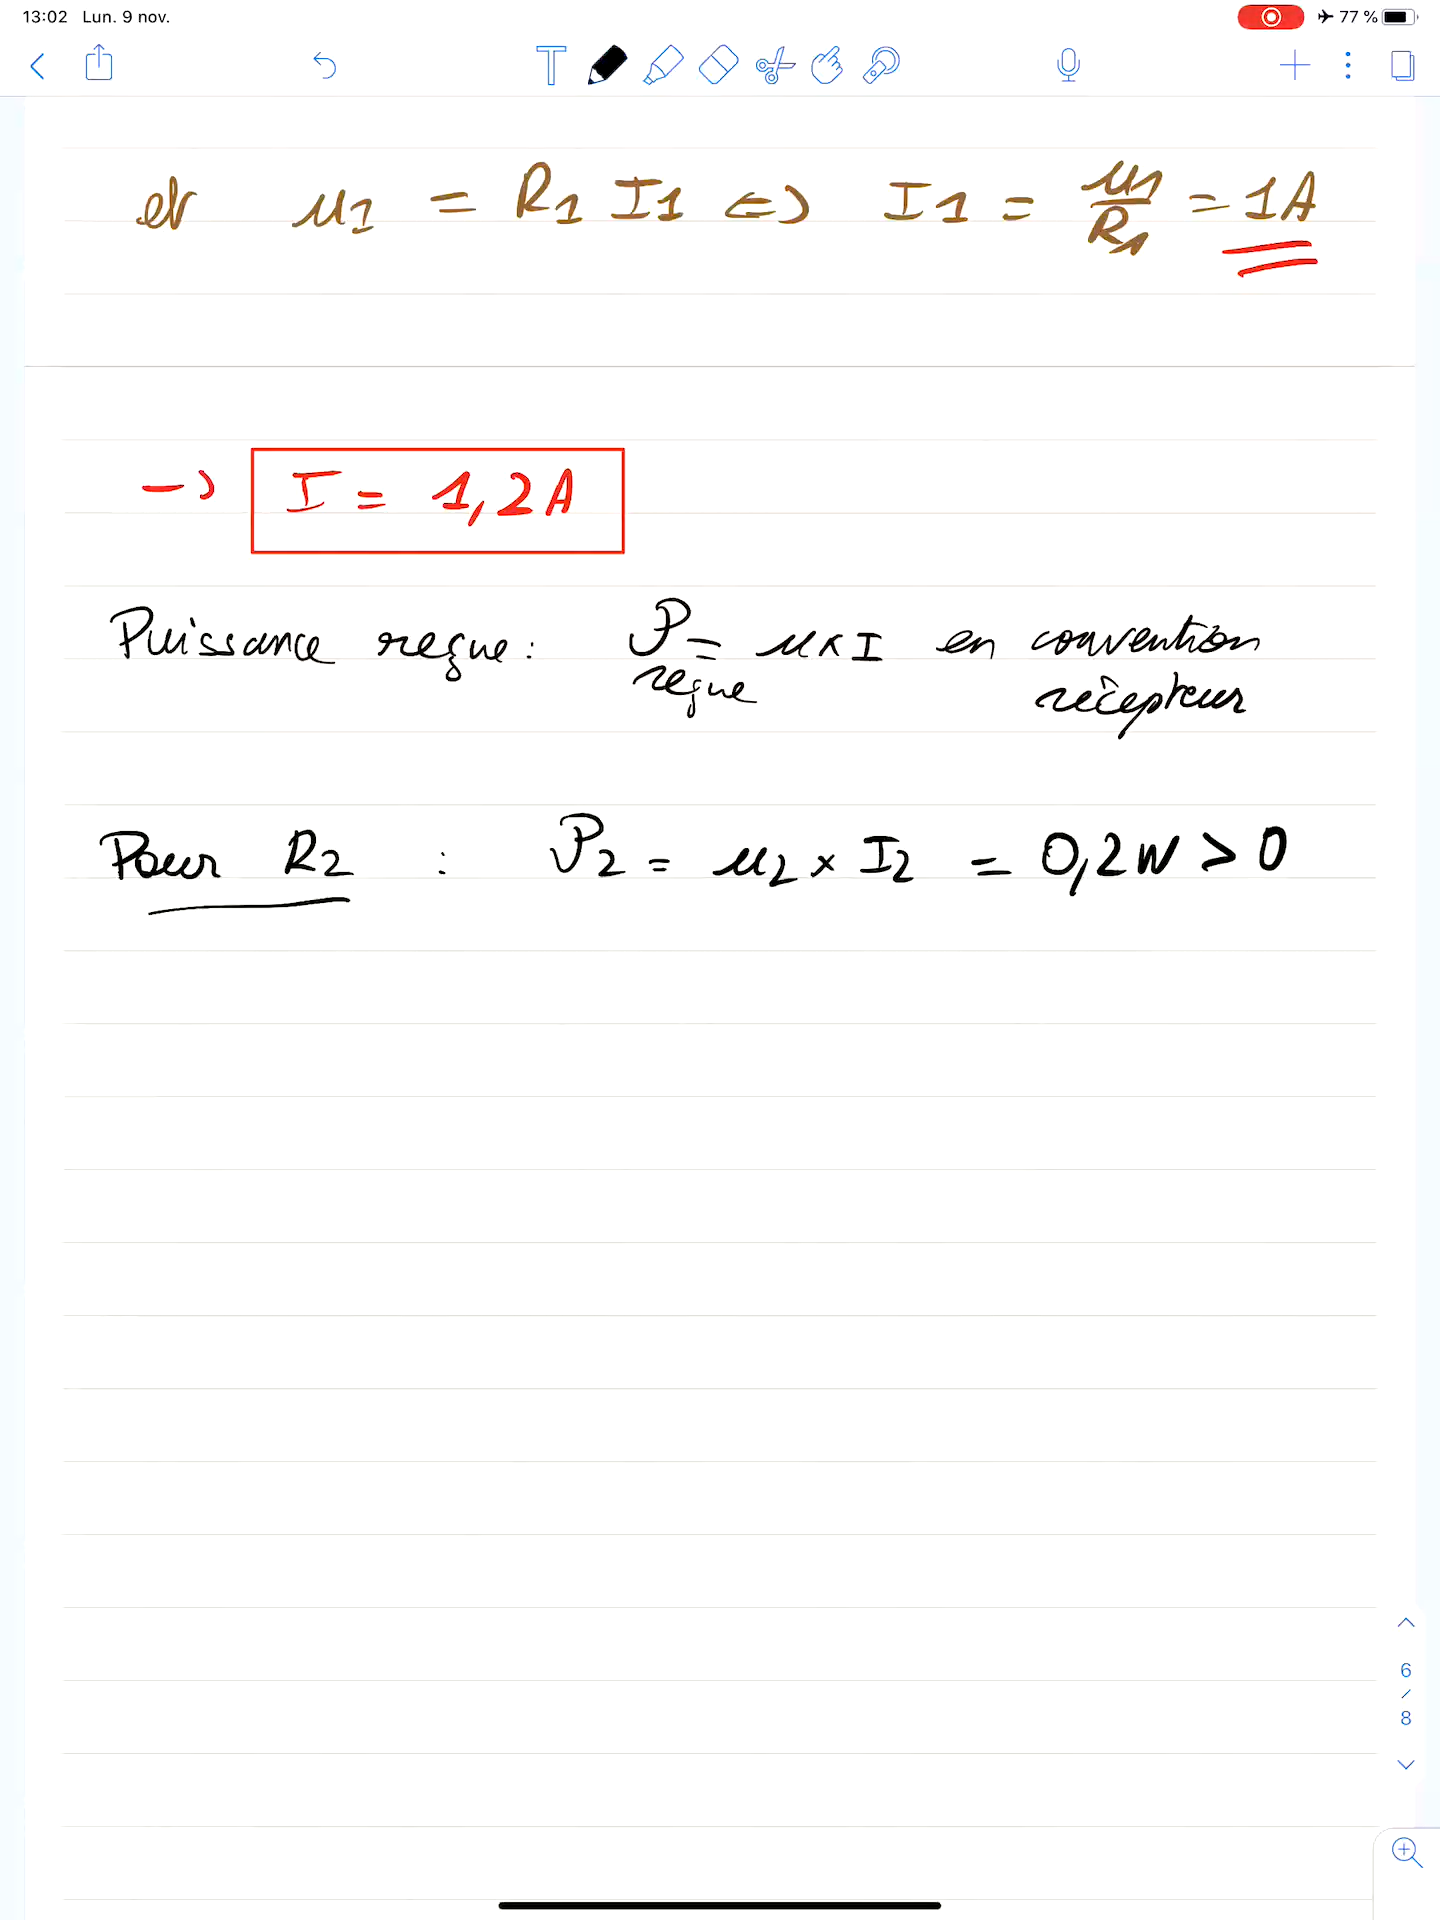 13:02 Lun. 9 nov. 77 %
et u1 = R1 I1 <=> I1 = u1/R1 = 1A
-> I = 1,2A
Puissance reçue : P reçue = u x I en convention récepteur
Pour R2 : P2 = u2 x I2 = 0,2W > 0
6
/
8